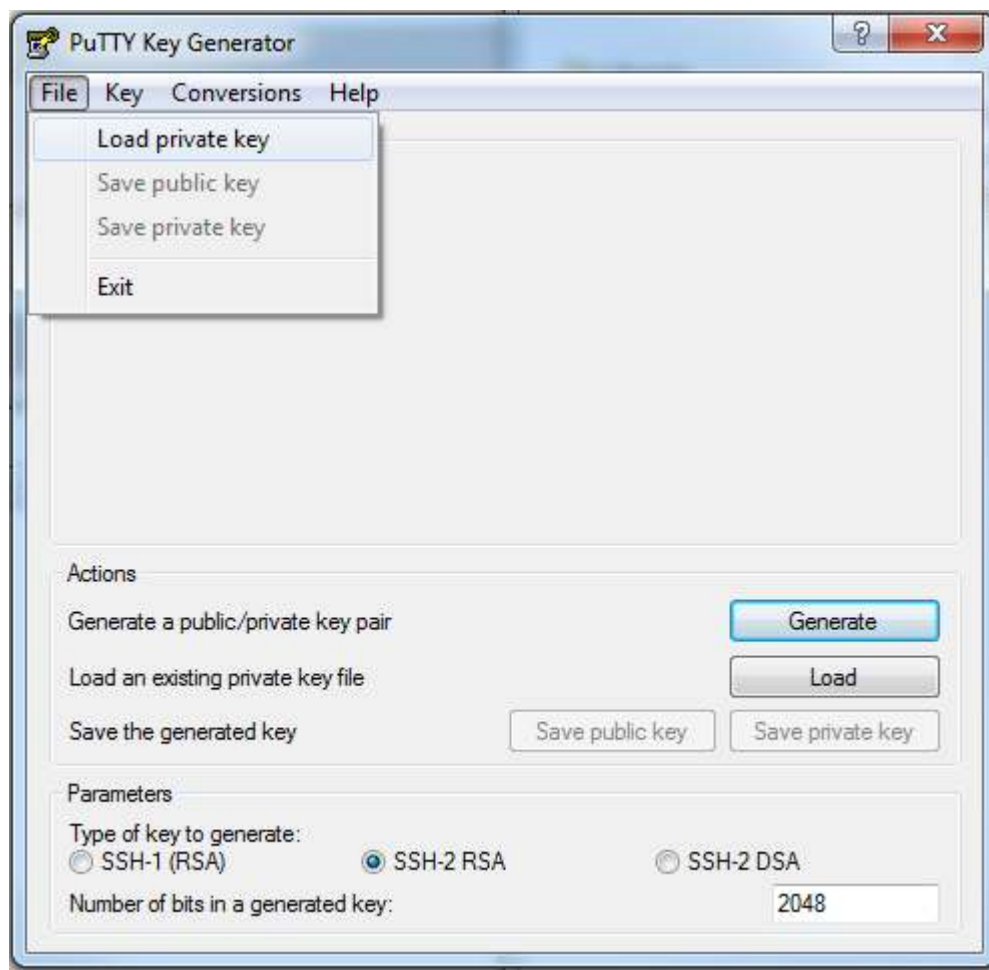 PuTTY Key Generator
File Key Conversions Help
Load private key
Save public key
Save private key
Exit
Actions
Generate a public/private key pair Generate
Load an existing private key file Load
Save the generated key Save public key Save private key
Parameters
Type of key to generate:
SSH-1 (RSA) SSH-2 RSA SSH-2 DSA
Number of bits in a generated key: 2048